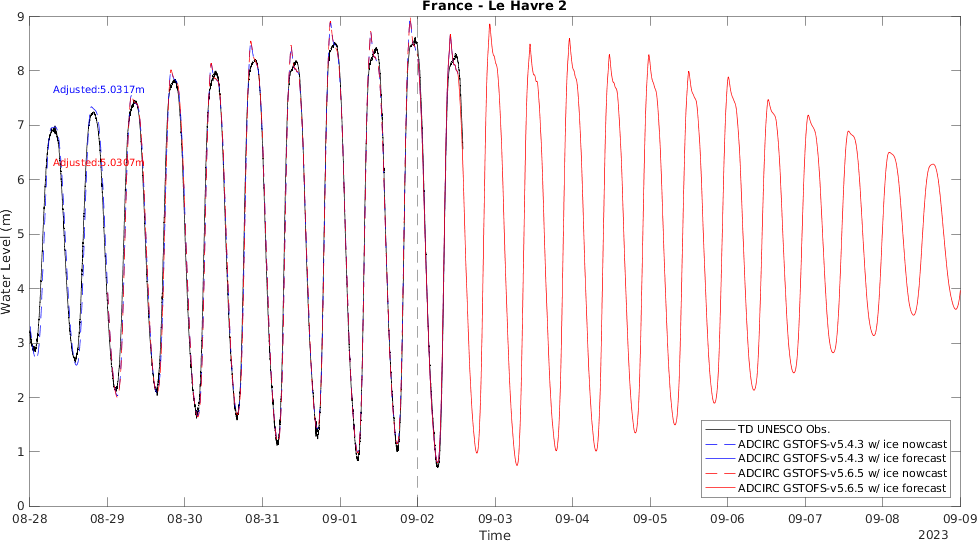 France - Le Havre 2
9
8
7
6
5
4
3
2
1
0
Water Level (m)
Adjusted:5.0317m
Adjusted:5.0307m
TD UNESCO Obs.
ADCIRC GSTOFS-v5.4.3 w/ ice nowcast
ADCIRC GSTOFS-v5.4.3 w/ ice forecast
ADCIRC GSTOFS-v5.6.5 w/ ice nowcast
ADCIRC GSTOFS-v5.6.5 w/ ice forecast
08-28 08-29 08-30 08-31 09-01 09-02 09-03 09-04 09-05 09-06 09-07 09-08 09-09
Time
2023